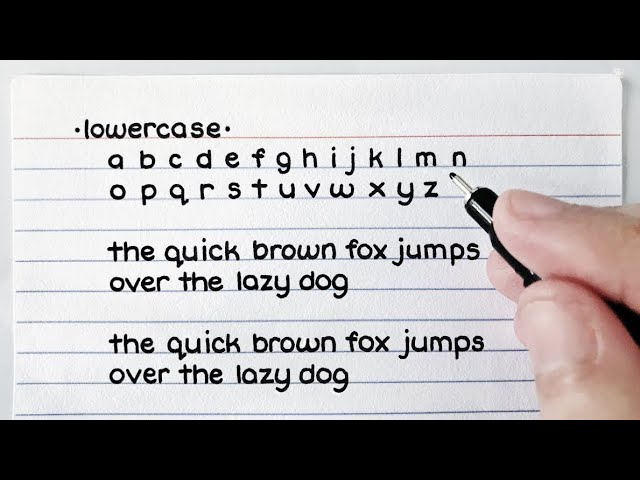 ·lowercase·
a b c d e f g h i j k l m n
o p q r s t u v w x y z
the quick brown fox jumps
over the lazy dog
the quick brown fox jumps
over the lazy dog